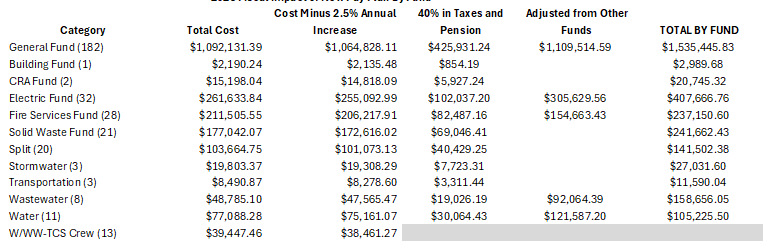 Cost Minus 2.5% Annual 40% in Taxes and Adjusted from Other
Category Total Cost Increase Pension Funds TOTAL BY FUND
General Fund (182) $1,092,131.39 $1,064,828.11 $425,931.24 $1,109,514.59 $1,535,445.83
Building Fund (1) $2,190.24 $2,135.48 $854.19 $2,989.68
CRA Fund (2) $15,198.04 $14,818.09 $5,927.24 $20,745.32
Electric Fund (32) $261,633.84 $255,092.99 $102,037.20 $305,629.56 $407,666.76
Fire Services Fund (28) $211,505.55 $206,217.91 $82,487.16 $154,663.43 $237,150.60
Solid Waste Fund (21) $177,042.07 $172,616.02 $69,046.41 $241,662.43
Split (20) $103,664.75 $101,073.13 $40,429.25 $141,502.38
Stormwater (3) $19,803.37 $19,308.29 $7,723.31 $27,031.60
Transportation (3) $8,490.87 $8,278.60 $3,311.44 $11,590.04
Wastewater (8) $48,785.10 $47,565.47 $19,026.19 $92,064.39 $158,656.05
Water (11) $77,088.28 $75,161.07 $30,064.43 $121,587.20 $105,225.50
W/WW-TCS Crew (13) $39,447.46 $38,461.27